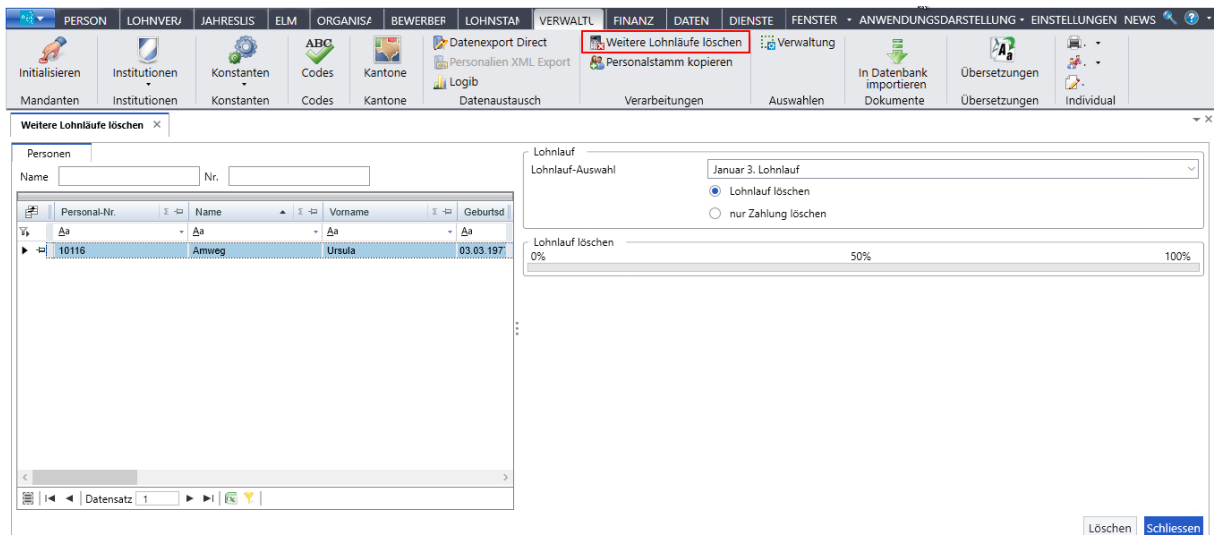 PERSON LOHNVERA JAHRESLIS ELM ORGANISA BEWERBER LOHNSTAN VERWALTL FINANZ DATEN DIENSTE FENSTER ANWENDUNGSDARSTELLUNG EINSTELLUNGEN NEWS
Datenexport Direct Weitere Lohnläufe löschen Verwaltung
Personalien XML Export Personalstamm kopieren
Initialisieren Institutionen Konstanten Codes Kantone Logib In Datenbank importieren Übersetzungen
Mandanten Institutionen Konstanten Codes Kantone Datenaustausch Verarbeitungen Auswahlen Dokumente Übersetzungen Individual
Weitere Lohnläufe löschen
Personen
Name Nr.
Personal-Nr. Name Vorname Geburtsd
Aa Aa Aa Aa
10116 Amweg Ursula 03.03.197
Datensatz 1
Lohnlauf
Lohnlauf-Auswahl Januar 3. Lohnlauf
Lohnlauf löschen
nur Zahlung löschen
Lohnlauf löschen
0% 50% 100%
Löschen Schliessen